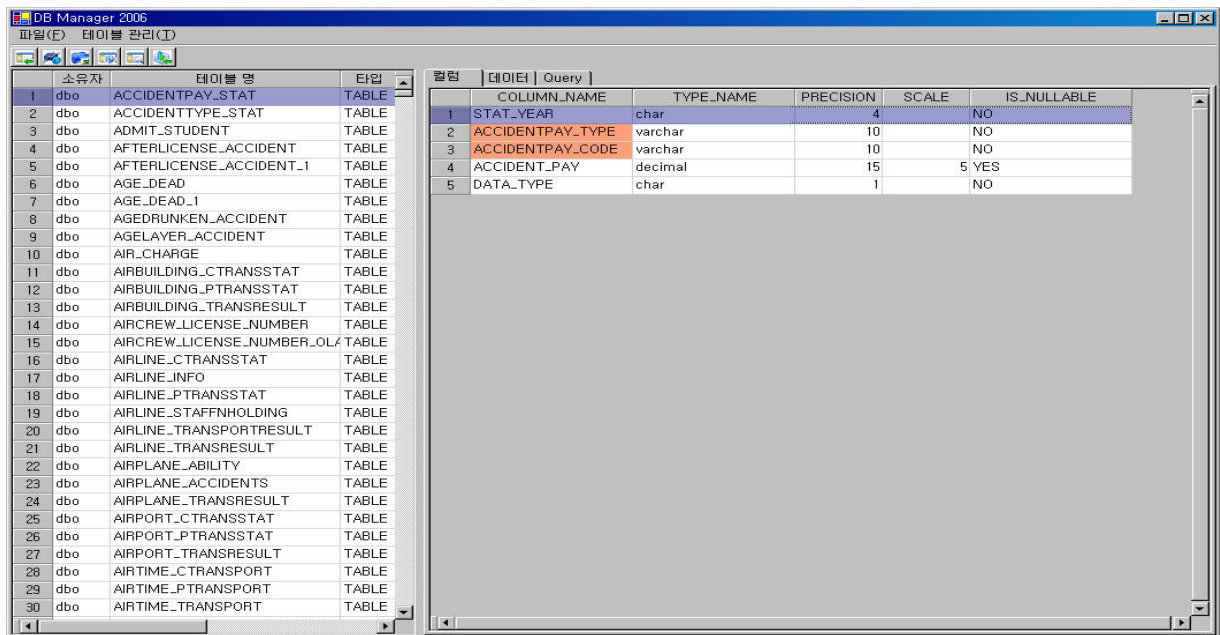 DB Manager 2006
파일(F) 테이블 관리(T)
소유자 테이블 명 타입
1 dbo ACCIDENTPAY_STAT TABLE
2 dbo ACCIDENTTYPE_STAT TABLE
3 dbo ADMIT_STUDENT TABLE
4 dbo AFTERLICENSE_ACCIDENT TABLE
5 dbo AFTERLICENSE_ACCIDENT_1 TABLE
6 dbo AGE_DEAD TABLE
7 dbo AGE_DEAD_1 TABLE
8 dbo AGEDRUNKEN_ACCIDENT TABLE
9 dbo AGELAYER_ACCIDENT TABLE
10 dbo AIR_CHARGE TABLE
11 dbo AIRBUILDING_CTRANSSTAT TABLE
12 dbo AIRBUILDING_PTRANSSTAT TABLE
13 dbo AIRBUILDING_TRANSRESULT TABLE
14 dbo AIRCREW_LICENSE_NUMBER TABLE
15 dbo AIRCREW_LICENSE_NUMBER_OLA TABLE
16 dbo AIRLINE_CTRANSSTAT TABLE
17 dbo AIRLINE_INFO TABLE
18 dbo AIRLINE_PTRANSSTAT TABLE
19 dbo AIRLINE_STAFFNHOLDING TABLE
20 dbo AIRLINE_TRANSPORTRESULT TABLE
21 dbo AIRLINE_TRANSRESULT TABLE
22 dbo AIRPLANE_ABILITY TABLE
23 dbo AIRPLANE_ACCIDENTS TABLE
24 dbo AIRPLANE_TRANSRESULT TABLE
25 dbo AIRPORT_CTRANSSTAT TABLE
26 dbo AIRPORT_PTRANSSTAT TABLE
27 dbo AIRPORT_TRANSRESULT TABLE
28 dbo AIRTIME_CTRANSPORT TABLE
29 dbo AIRTIME_PTRANSPORT TABLE
30 dbo AIRTIME_TRANSPORT TABLE
컬럼 데이터 Query
COLUMN_NAME TYPE_NAME PRECISION SCALE IS_NULLABLE
1 STAT_YEAR char 4 NO
2 ACCIDENTPAY_TYPE varchar 10 NO
3 ACCIDENTPAY_CODE varchar 10 NO
4 ACCIDENT_PAY decimal 15 5 YES
5 DATA_TYPE char 1 NO